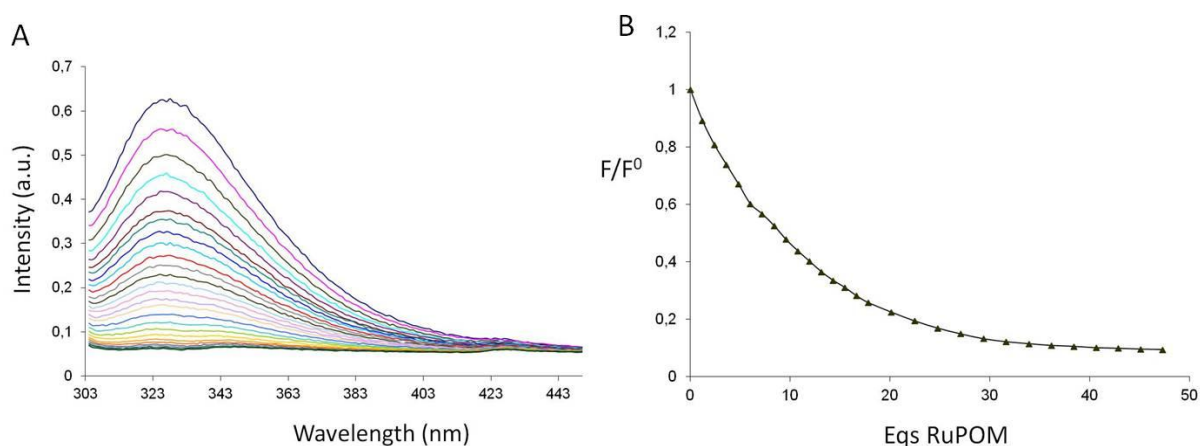 A
Intensity (a.u.)
0,7
0,6
0,5
0,4
0,3
0,2
0,1
0
303 323 343 363 383 403 423 443
Wavelength (nm)
B
F/F⁰
1,2
1
0,8
0,6
0,4
0,2
0
0 10 20 30 40 50
Eqs RuPOM